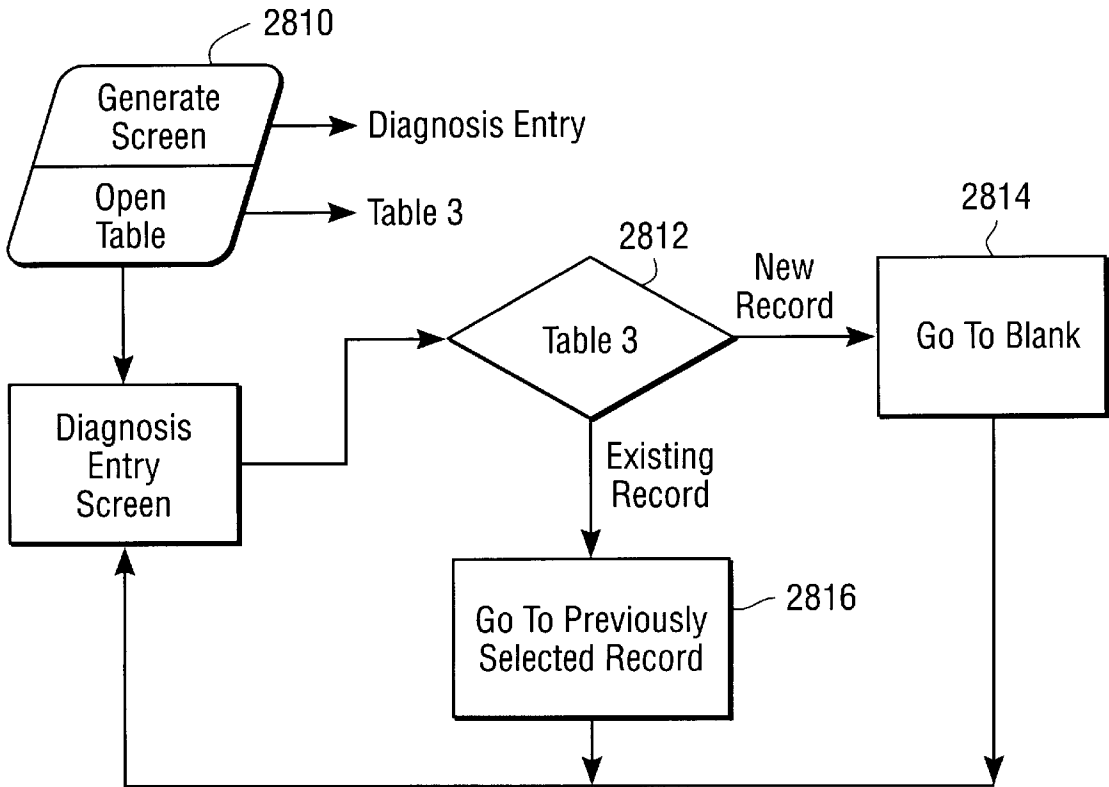 2810
Generate
Screen
Diagnosis Entry
Open
Table
Table 3
2812
New
Record
2814
Table 3
Go To Blank
Diagnosis
Entry
Screen
Existing
Record
Go To Previously
Selected Record
2816